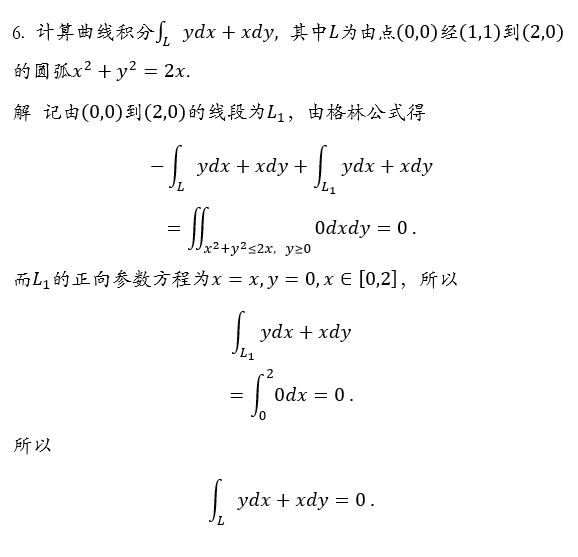 6. 计算曲线积分∫_L ydx + xdy, 其中L为由点(0,0)经(1,1)到(2,0)
的圆弧x² + y² = 2x.
解 记由(0,0)到(2,0)的线段为L₁，由格林公式得
−∫_L ydx + xdy + ∫_{L₁} ydx + xdy
= ∬_{x²+y²≤2x, y≥0} 0dxdy = 0 .
而L₁的正向参数方程为x = x, y = 0, x ∈ [0,2]，所以
∫_{L₁} ydx + xdy
= ∫₀² 0dx = 0 .
所以
∫_L ydx + xdy = 0 .